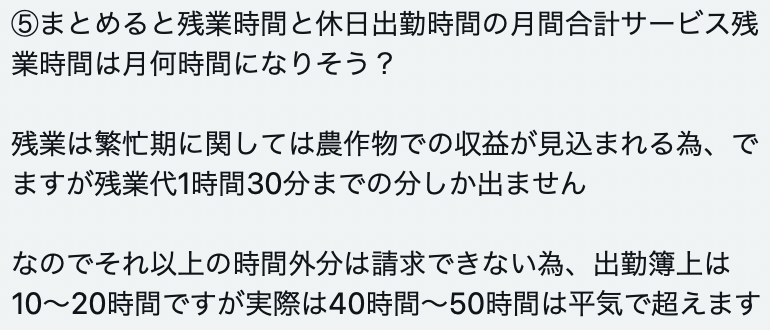 ⑤まとめると残業時間と休日出勤時間の月間合計サービス残
業時間は月何時間になりそう？
残業は繁忙期に関しては農作物での収益が見込まれる為、で
ますが残業代1時間30分までの分しか出ません
なのでそれ以上の時間外分は請求できない為、出勤簿上は
10〜20時間ですが実際は40時間〜50時間は平気で超えます